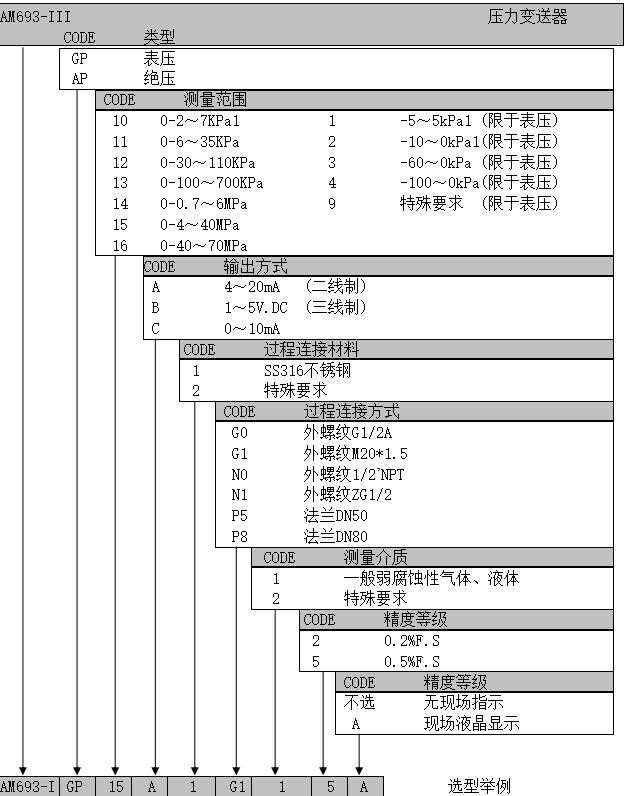 AM693-III 压力变送器
CODE 类型
GP 表压
AP 绝压
CODE 测量范围
10 0-2～7KPal 1 -5～5kPal (限于表压)
11 0-6～35KPa 2 -10～0kPal(限于表压)
12 0-30～110KPa 3 -60～0kPa (限于表压)
13 0-100～700KPa 4 -100～0kPa(限于表压)
14 0-0.7～6MPa 9 特殊要求 (限于表压)
15 0-4～40MPa
16 0-40～70MPa
CODE 输出方式
A 4～20mA (二线制)
B 1～5V.DC (三线制)
C 0～10mA
CODE 过程连接材料
1 SS316不锈钢
2 特殊要求
CODE 过程连接方式
G0 外螺纹G1/2A
G1 外螺纹M20*1.5
N0 外螺纹1/2'NPT
N1 外螺纹ZG1/2
P5 法兰DN50
P8 法兰DN80
CODE 测量介质
1 一般弱腐蚀性气体、液体
2 特殊要求
CODE 精度等级
2 0.2%F.S
5 0.5%F.S
CODE 精度等级
不选 无现场指示
A 现场液晶显示
AM693-I GP 15 A 1 G1 1 5 A 选型举例